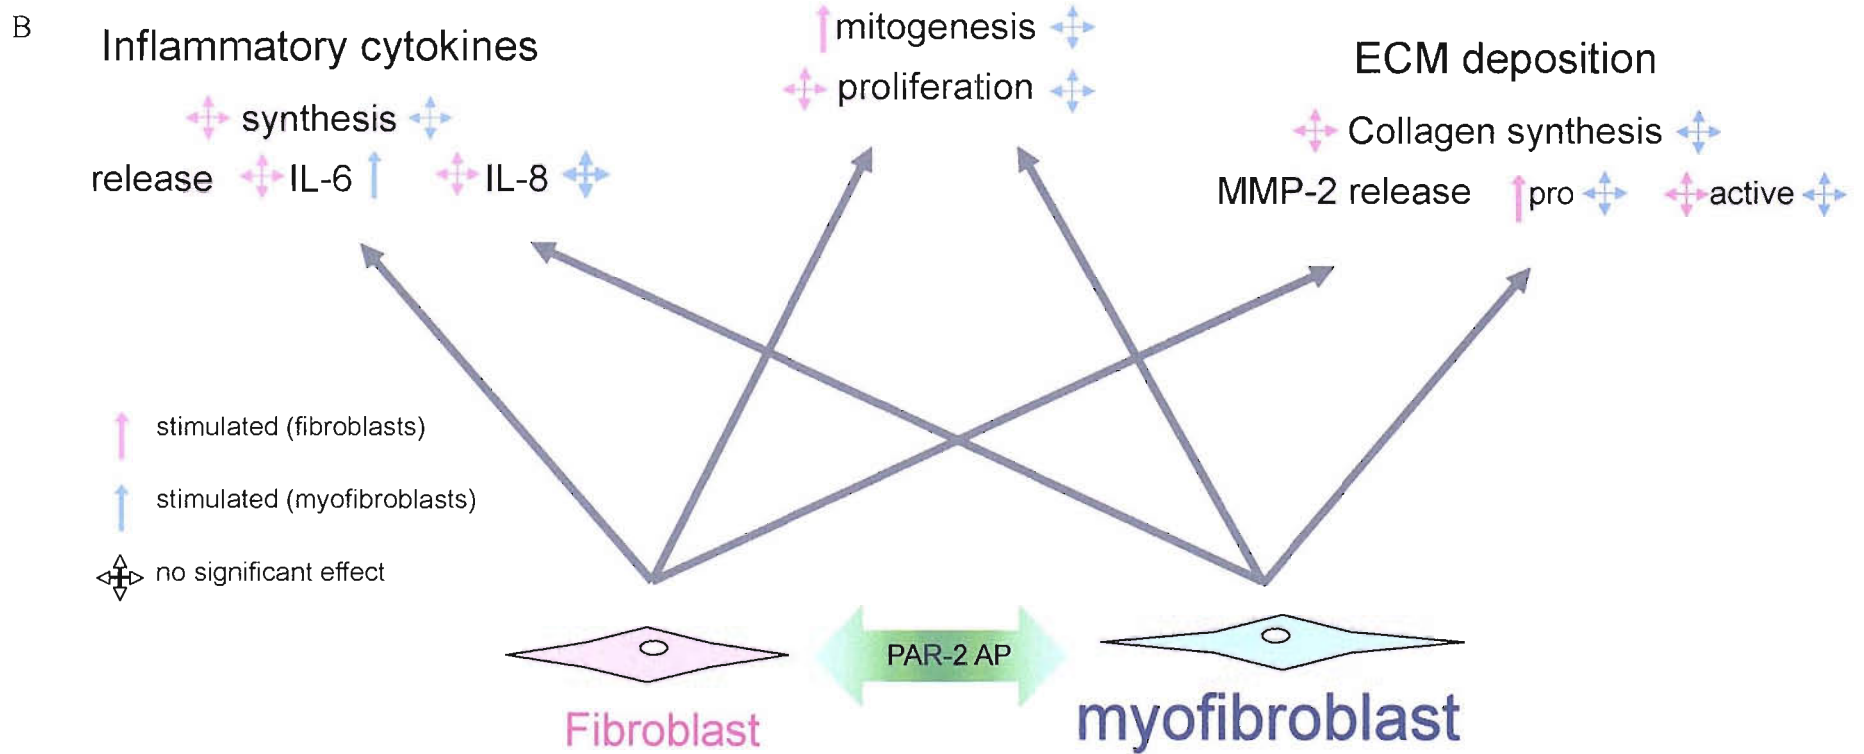 B
Inflammatory cytokines
synthesis
release IL-6 IL-8
mitogenesis
proliferation
ECM deposition
Collagen synthesis
MMP-2 release pro active
stimulated (fibroblasts)
stimulated (myofibroblasts)
no significant effect
PAR-2 AP
Fibroblast
myofibroblast